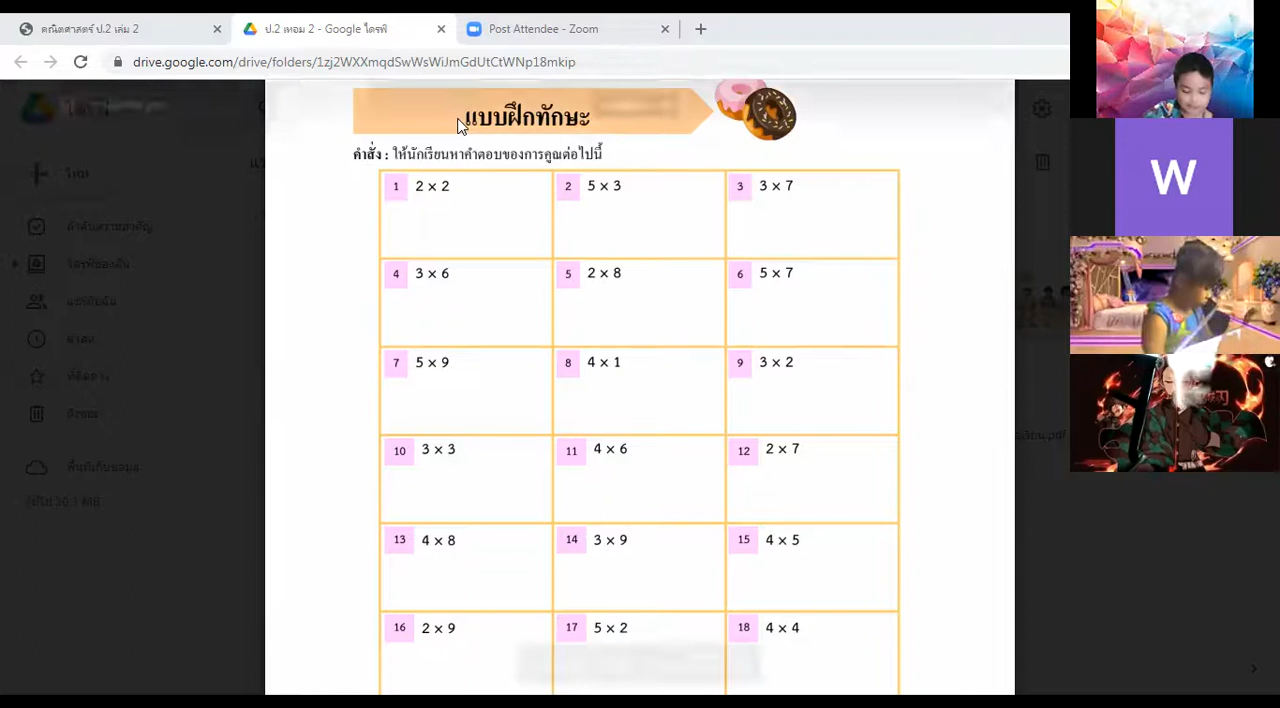 คณิตศาสตร์ ป.2 เล่ม 2
ป.2 เทอม 2 - Google ไดรฟ์
Post Attendee - Zoom
drive.google.com/drive/folders/1zj2WXXmqdSwWsWiJmGdUtCtWNp18mkip
แบบฝึกทักษะ
คำสั่ง : ให้นักเรียนหาคำตอบของการคูณต่อไปนี้
1 2 × 2
2 5 × 3
3 3 × 7
4 3 × 6
5 2 × 8
6 5 × 7
7 5 × 9
8 4 × 1
9 3 × 2
10 3 × 3
11 4 × 6
12 2 × 7
13 4 × 8
14 3 × 9
15 4 × 5
16 2 × 9
17 5 × 2
18 4 × 4
W